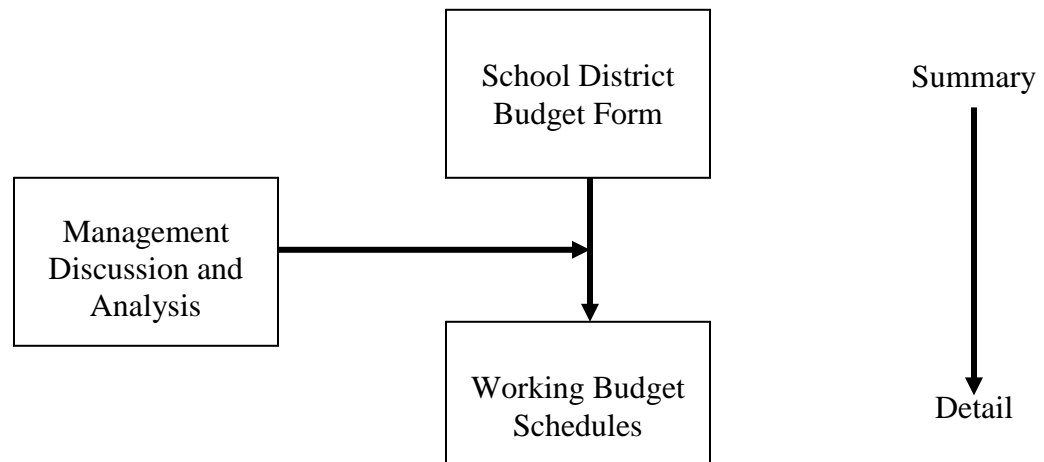 School District
Budget Form
Summary
Management
Discussion and
Analysis
Working Budget
Schedules
Detail